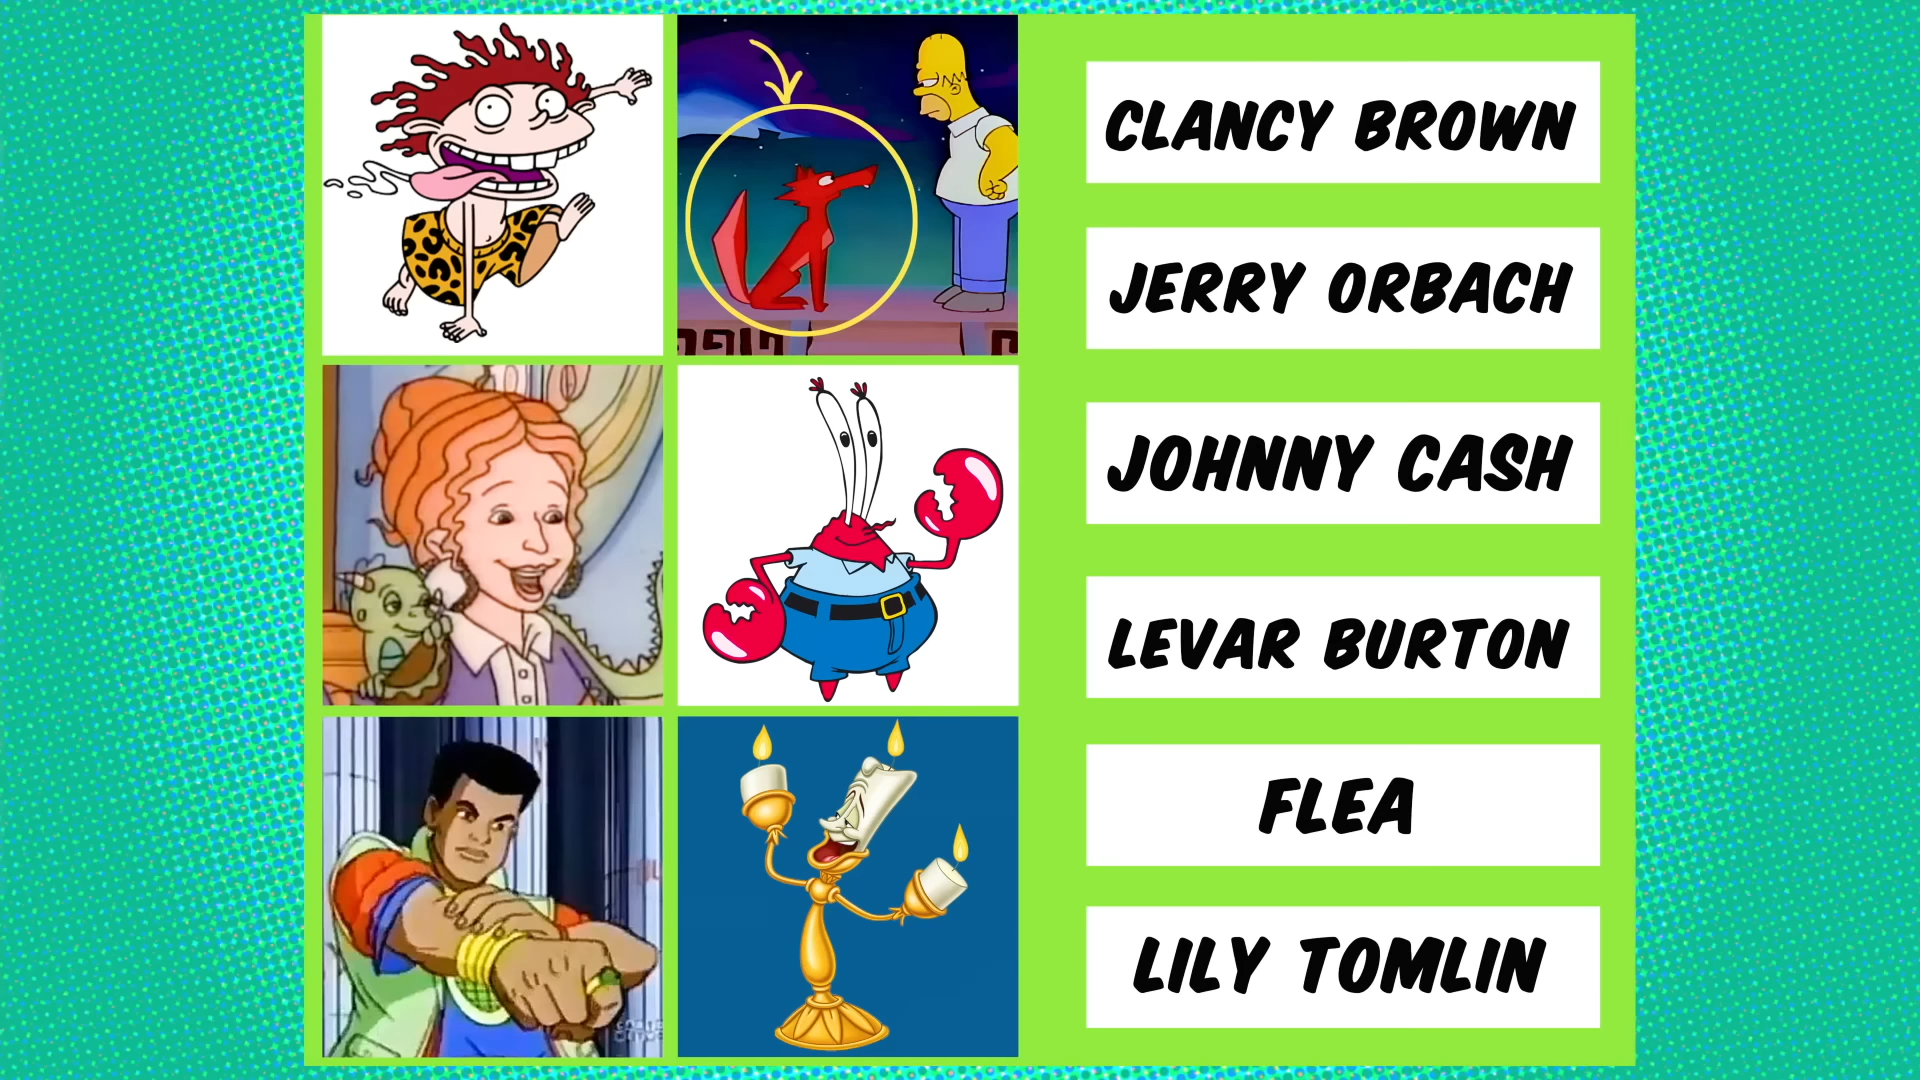 CLANCY BROWN
JERRY ORBACH
JOHNNY CASH
LEVAR BURTON
FLEA
LILY TOMLIN